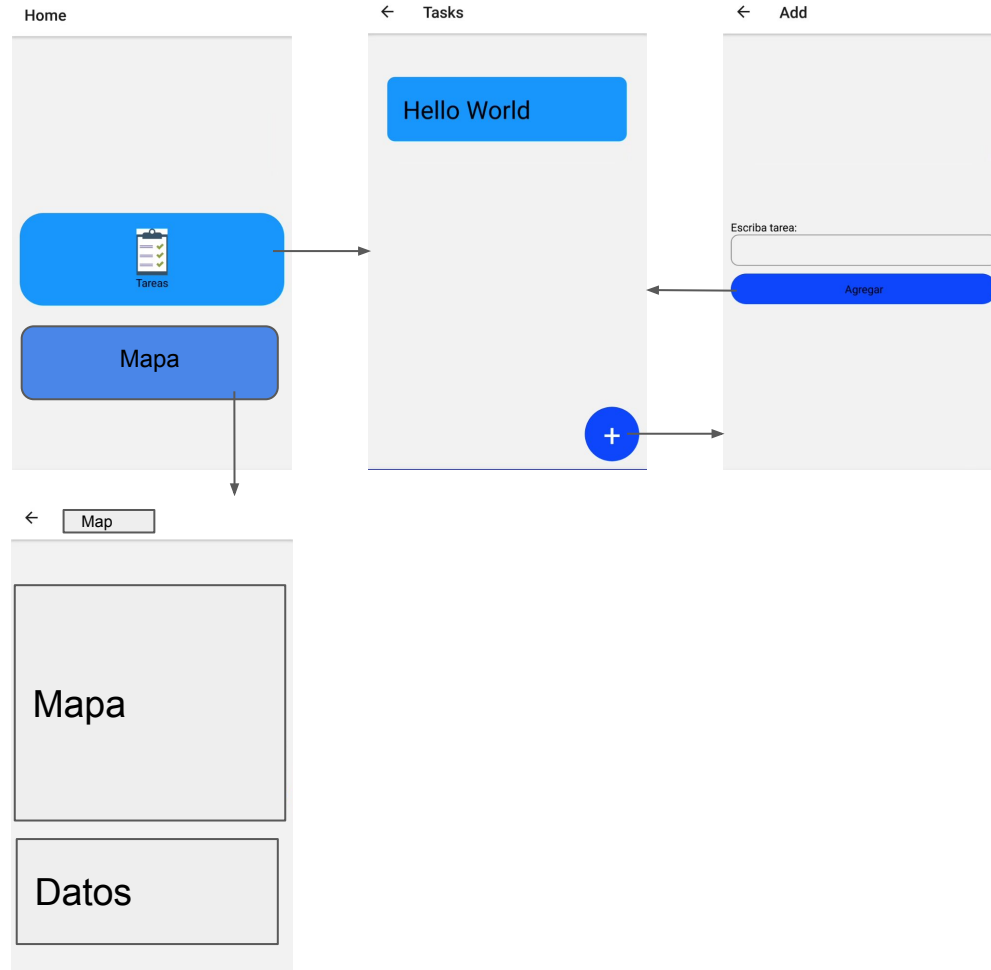 Home
Tareas
Mapa
Tasks
Hello World
+
Add
Escriba tarea:
Agregar
Map
Mapa
Datos